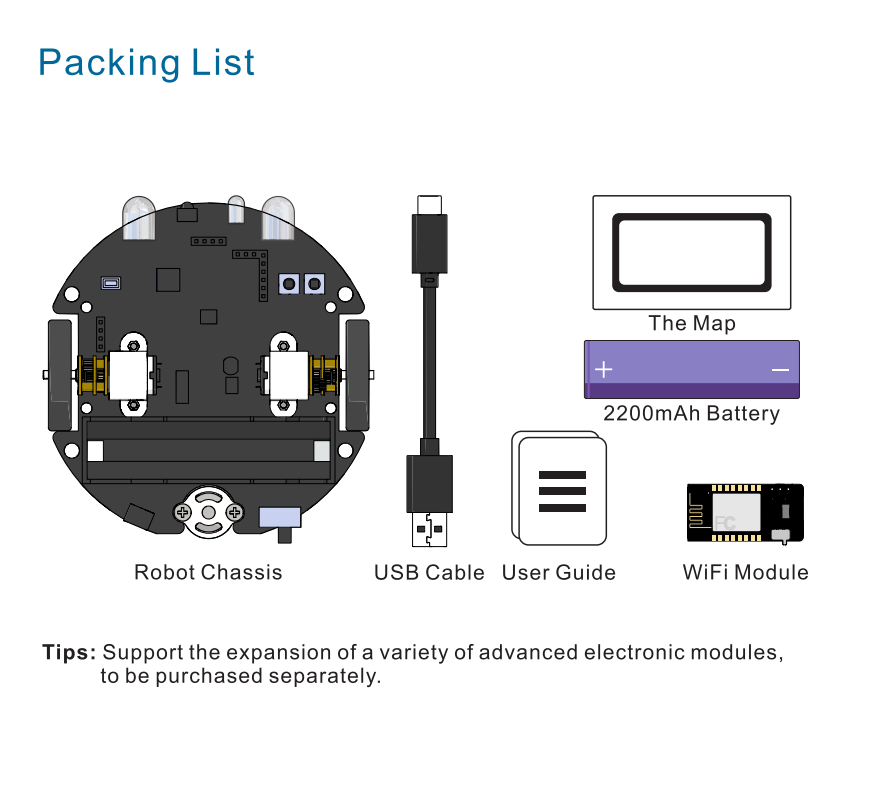 Packing List
The Map
+ −
2200mAh Battery
FC
Robot Chassis
USB Cable
User Guide
WiFi Module
Tips: Support the expansion of a variety of advanced electronic modules,
to be purchased separately.